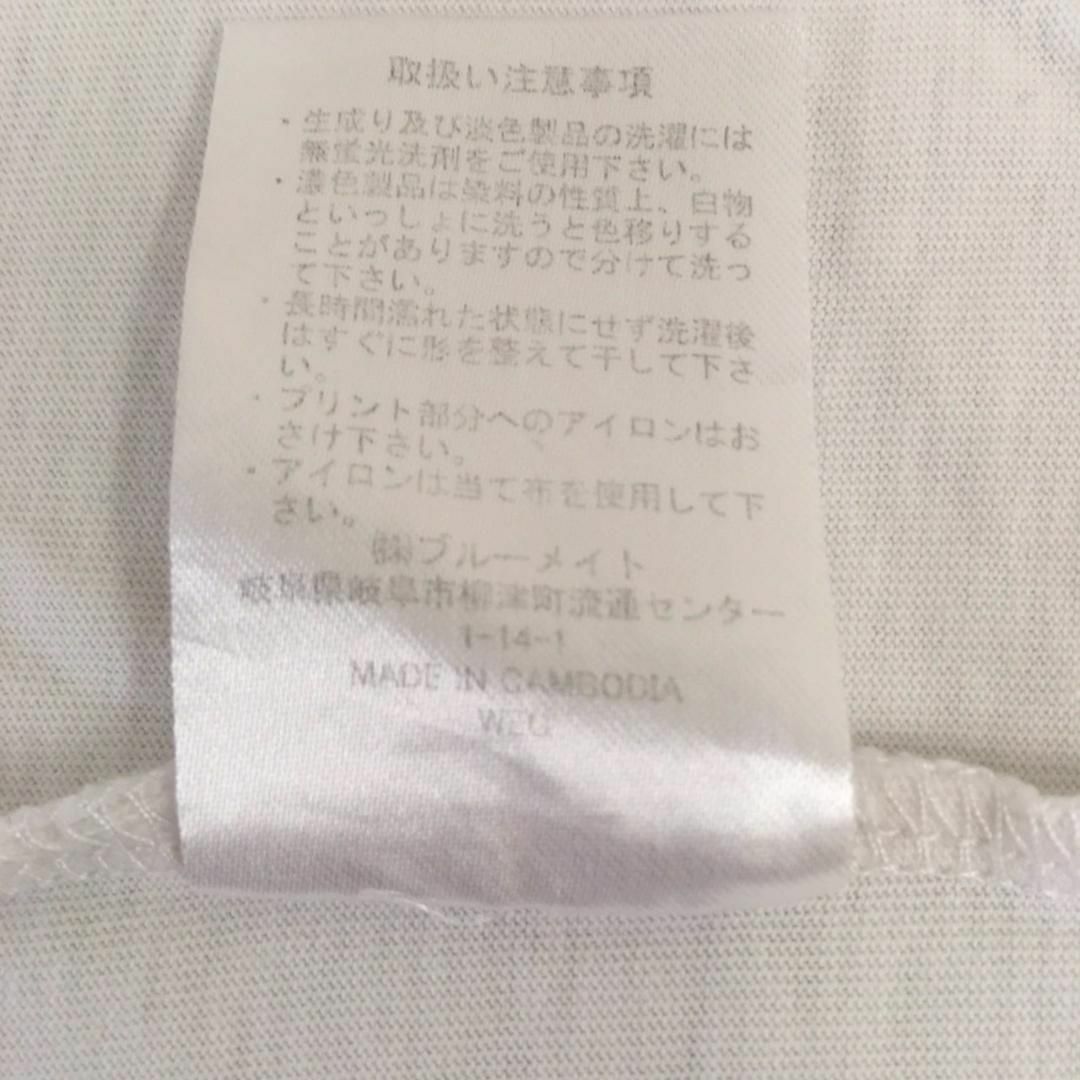 取扱い注意事項
・生成り及び淡色製品の洗濯には
無蛍光洗剤をご使用下さい。
・濃色製品は染料の性質上、白物
といっしょに洗うと色移りする
ことがありますので分けて洗っ
て下さい。
・長時間濡れた状態にせず洗濯後
はすぐに形を整えて干して下さ
い。
・プリント部分へのアイロンはお
さけ下さい。
・アイロンは当て布を使用して下
さい。
㈱ブルーメイト
岐阜県岐阜市柳津町流通センター
1-14-1
MADE IN CAMBODIA